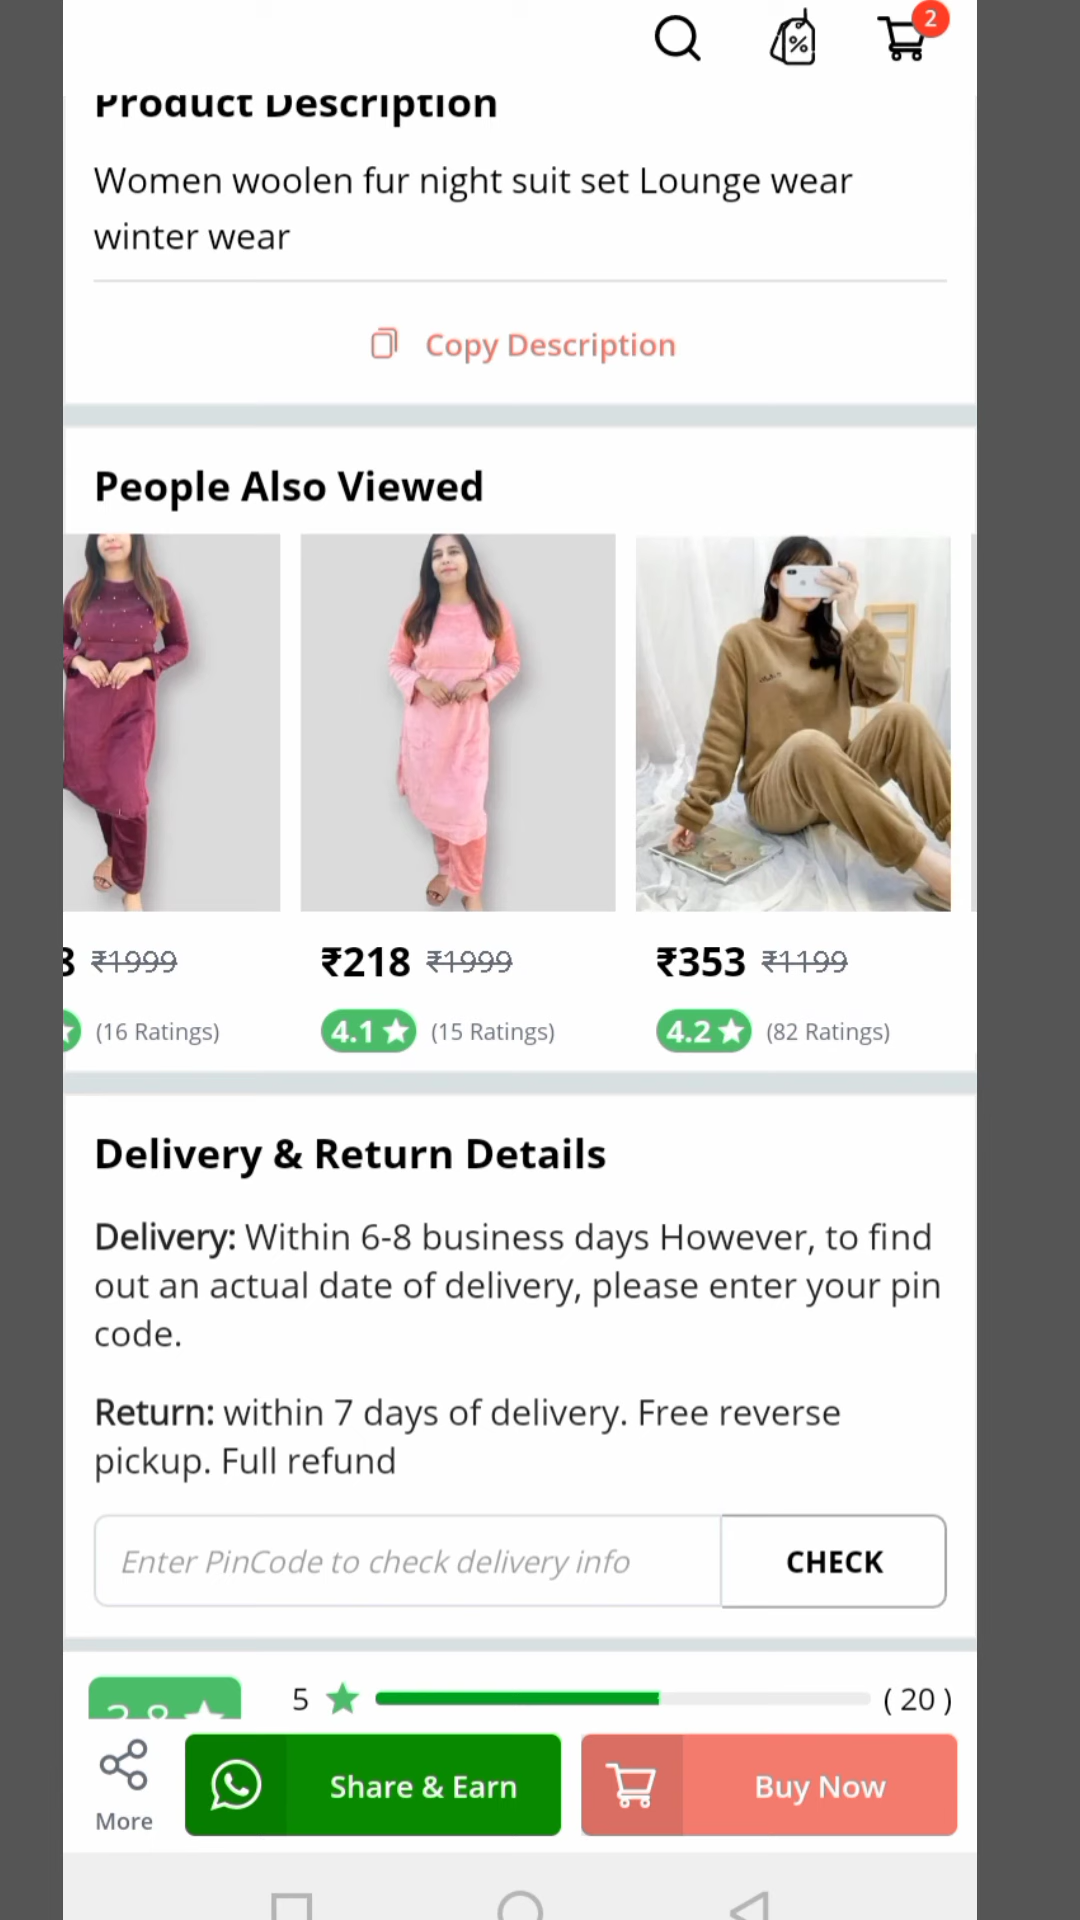 2
Product Description
Women woolen fur night suit set Lounge wear
winter wear
Copy Description
People Also Viewed
8 ₹1999
₹218 ₹1999
₹353 ₹1199
(16 Ratings)
4.1 (15 Ratings)
4.2 (82 Ratings)
Delivery & Return Details
Delivery: Within 6-8 business days However, to find
out an actual date of delivery, please enter your pin
code.
Return: within 7 days of delivery. Free reverse
pickup. Full refund
Enter PinCode to check delivery info
CHECK
3.8
5 ( 20 )
More
Share & Earn
Buy Now